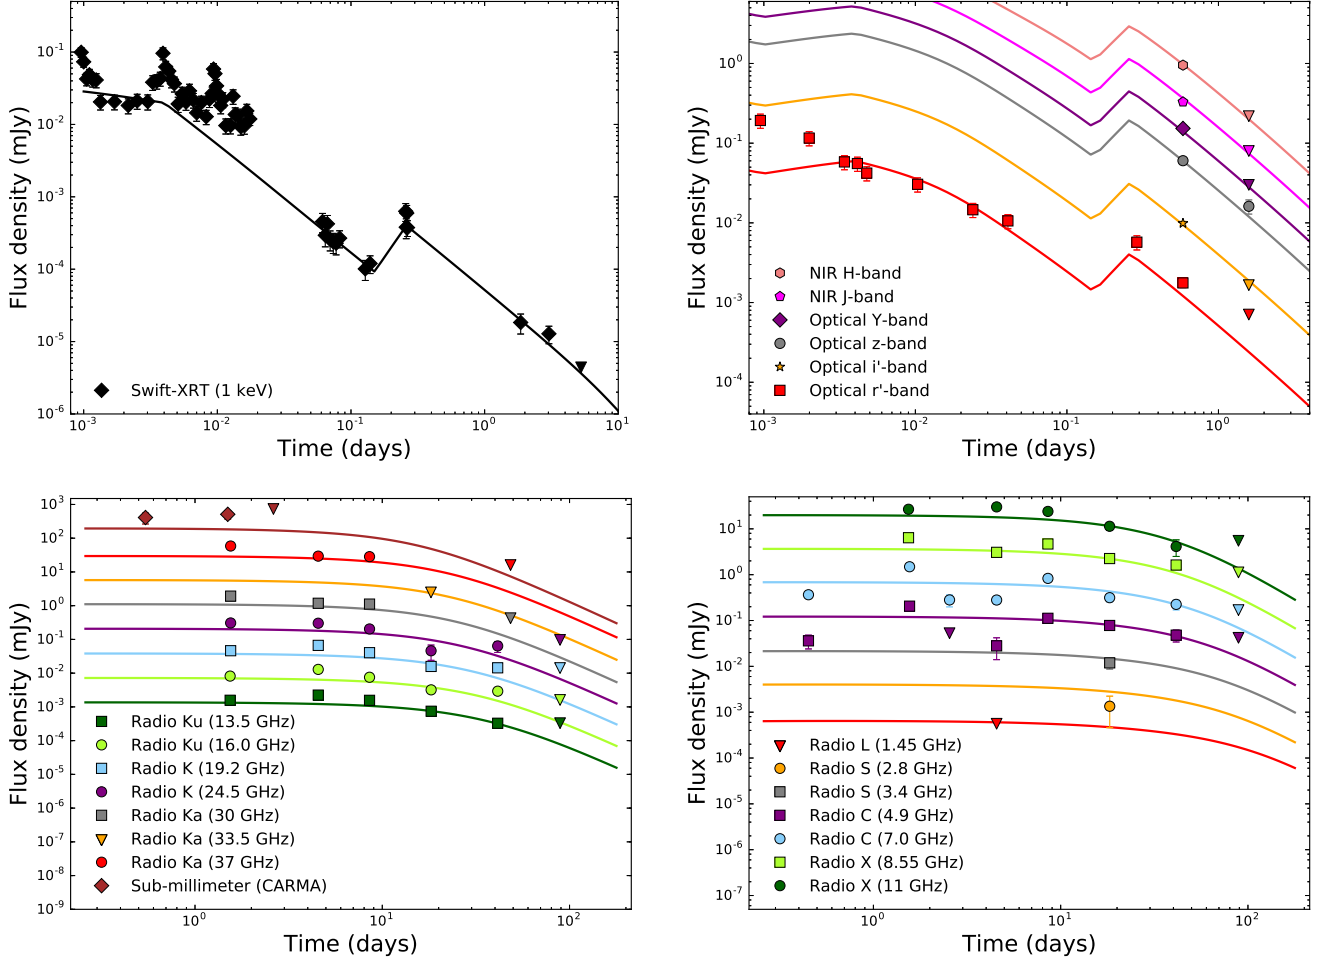 Flux density (mJy)
10^-1
10^-2
10^-3
10^-4
10^-5
10^-6
Swift-XRT (1 keV)
10^-3 10^-2 10^-1 10^0 10^1
Time (days)
Flux density (mJy)
10^0
10^-1
10^-2
10^-3
10^-4
NIR H-band
NIR J-band
Optical Y-band
Optical z-band
Optical i'-band
Optical r'-band
10^-3 10^-2 10^-1 10^0
Time (days)
Flux density (mJy)
10^3
10^2
10^1
10^0
10^-1
10^-2
10^-3
10^-4
10^-5
10^-6
10^-7
10^-8
10^-9
Radio Ku (13.5 GHz)
Radio Ku (16.0 GHz)
Radio K (19.2 GHz)
Radio K (24.5 GHz)
Radio Ka (30 GHz)
Radio Ka (33.5 GHz)
Radio Ka (37 GHz)
Sub-millimeter (CARMA)
10^0 10^1 10^2
Time (days)
Flux density (mJy)
10^1
10^0
10^-1
10^-2
10^-3
10^-4
10^-5
10^-6
10^-7
Radio L (1.45 GHz)
Radio S (2.8 GHz)
Radio S (3.4 GHz)
Radio C (4.9 GHz)
Radio C (7.0 GHz)
Radio X (8.55 GHz)
Radio X (11 GHz)
10^0 10^1 10^2
Time (days)